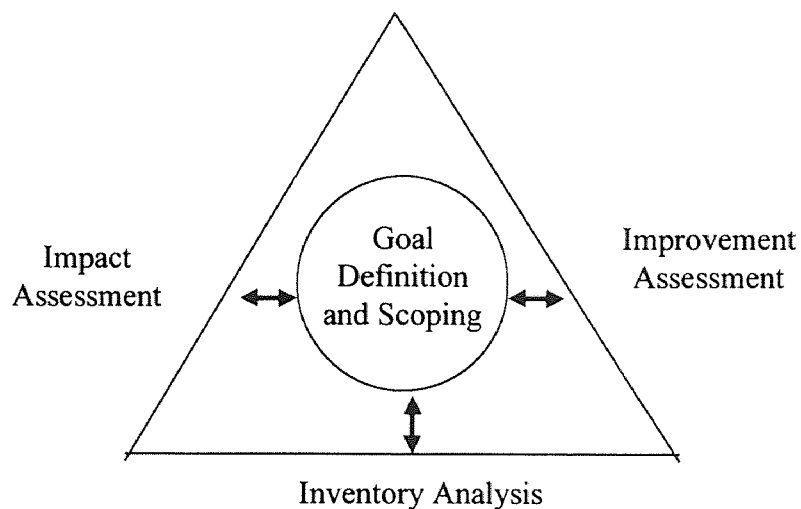 Goal
Definition
and Scoping
Impact
Assessment
Improvement
Assessment
Inventory Analysis